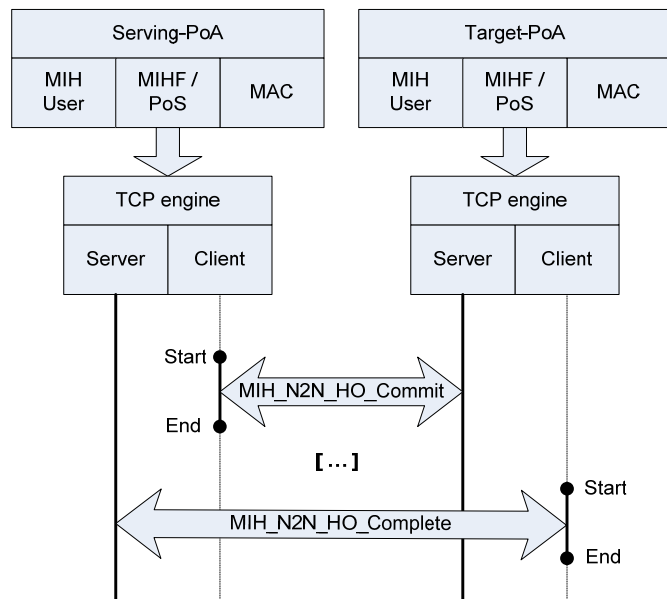 Serving-PoA
Target-PoA
MIH
User
MIHF /
PoS
MAC
MIH
User
MIHF /
PoS
MAC
TCP engine
TCP engine
Server
Client
Server
Client
Start
MIH_N2N_HO_Commit
End
[...]
Start
MIH_N2N_HO_Complete
End